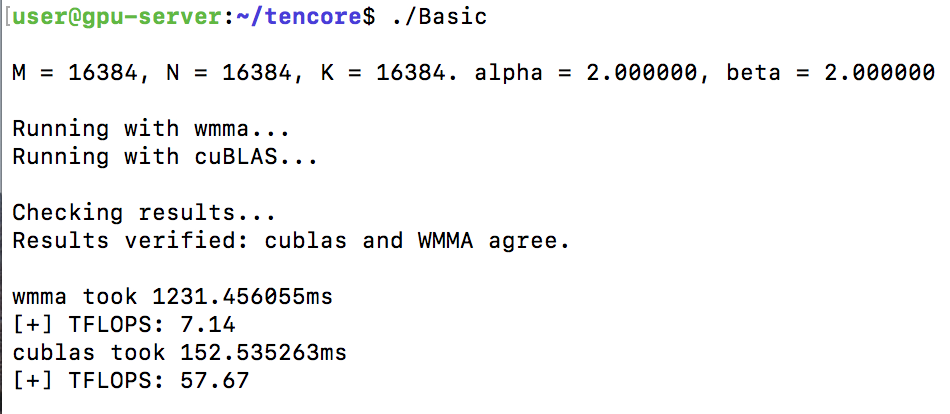 [user@gpu-server:~/tencore$ ./Basic
M = 16384, N = 16384, K = 16384. alpha = 2.000000, beta = 2.000000
Running with wmma...
Running with cuBLAS...
Checking results...
Results verified: cublas and WMMA agree.
wmma took 1231.456055ms
[+] TFLOPS: 7.14
cublas took 152.535263ms
[+] TFLOPS: 57.67